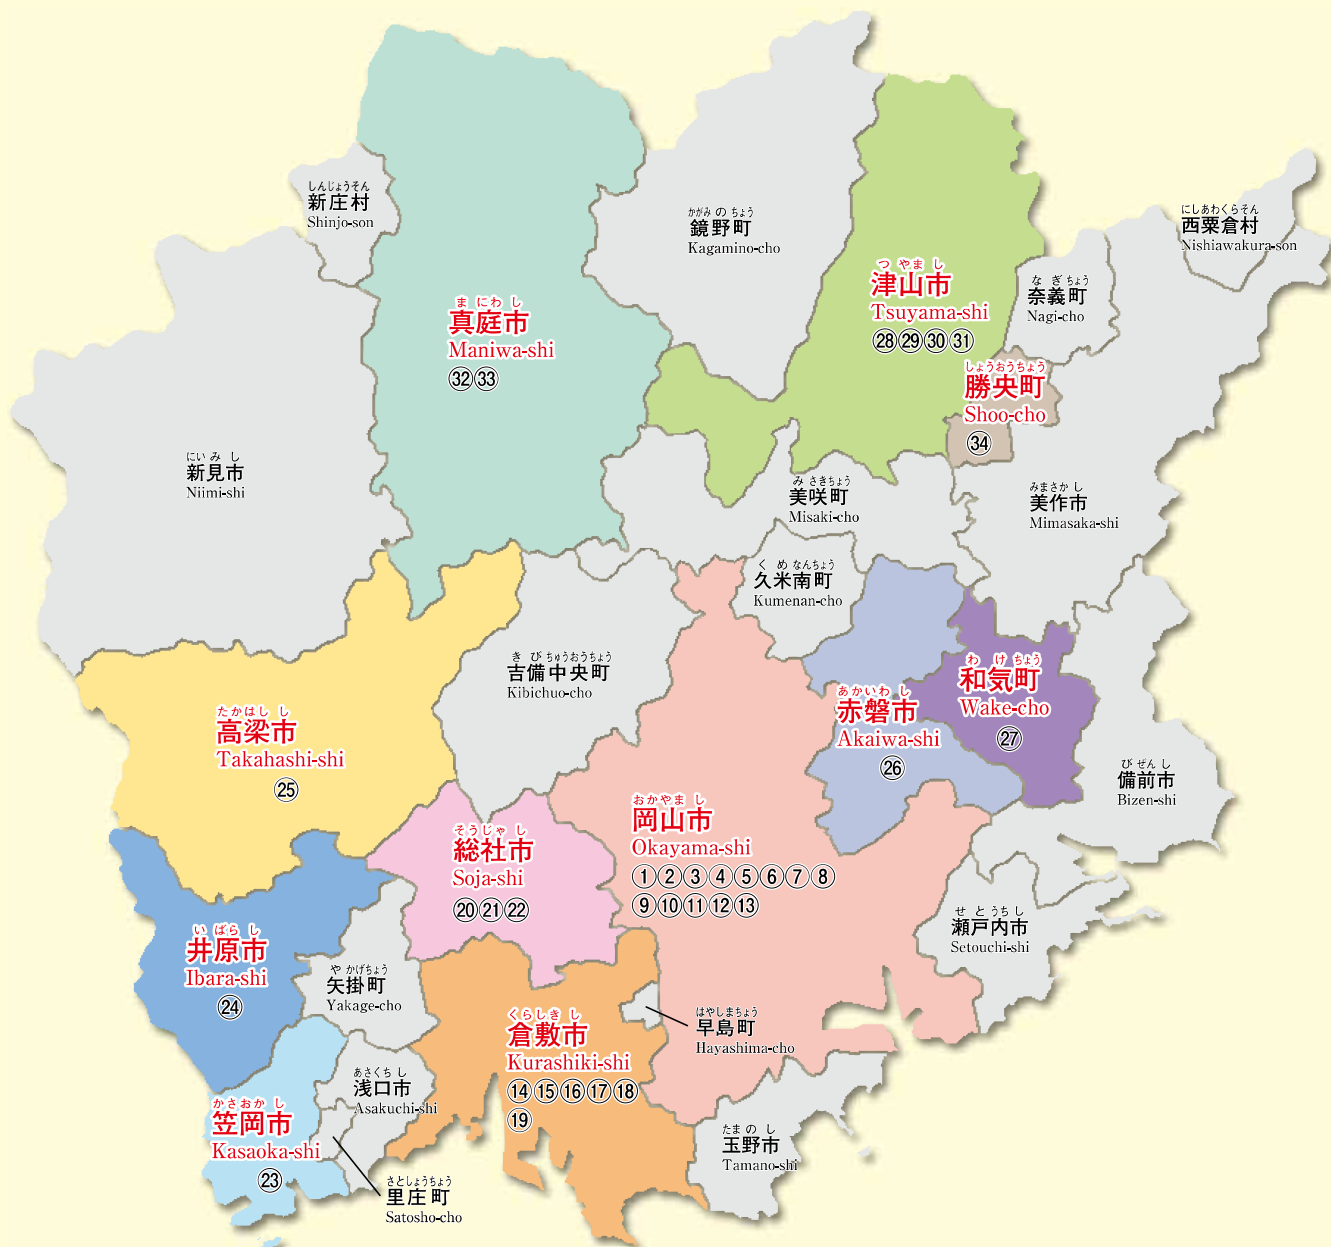 しんじょうそん
新庄村
Shinjo-son
かがみ の ちょう
鏡野町
Kagamino-cho
にしあわくらそん
西粟倉村
Nishiawakura-son
つ やま し
津山市
Tsuyama-shi
㉘㉙㉚㉛
な ぎ ちょう
奈義町
Nagi-cho
ま にわ し
真庭市
Maniwa-shi
㉜㉝
しょうおうちょう
勝央町
Shoo-cho
㉞
にい み し
新見市
Niimi-shi
み さきちょう
美咲町
Misaki-cho
みまさか し
美作市
Mimasaka-shi
く め なんちょう
久米南町
Kumenan-cho
き び ちゅうおうちょう
吉備中央町
Kibichuo-cho
わ け ちょう
和気町
Wake-cho
㉗
あかいわ し
赤磐市
Akaiwa-shi
㉖
たかはし し
高梁市
Takahashi-shi
㉕
び ぜん し
備前市
Bizen-shi
おかやま し
岡山市
Okayama-shi
①②③④⑤⑥⑦⑧
⑨⑩⑪⑫⑬
そうじゃ し
総社市
Soja-shi
⑳㉑㉒
せ と うち し
瀬戸内市
Setouchi-shi
い ばら し
井原市
Ibara-shi
㉔
や かげちょう
矢掛町
Yakage-cho
くらしき し
倉敷市
Kurashiki-shi
⑭⑮⑯⑰⑱
⑲
はやしまちょう
早島町
Hayashima-cho
あさくち し
浅口市
Asakuchi-shi
かさおか し
笠岡市
Kasaoka-shi
㉓
たま の し
玉野市
Tamano-shi
さとしょうちょう
里庄町
Satosho-cho